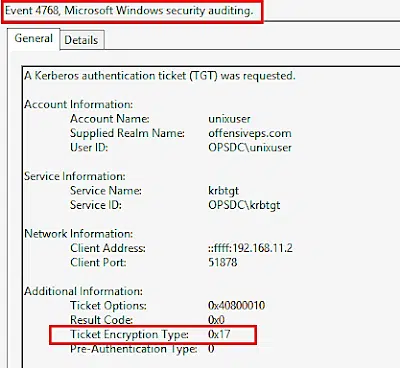 Event 4768, Microsoft Windows security auditing.
General Details
A Kerberos authentication ticket (TGT) was requested.
Account Information:
Account Name: unixuser
Supplied Realm Name: offensiveps.com
User ID: OPSDC\unixuser
Service Information:
Service Name: krbtgt
Service ID: OPSDC\krbtgt
Network Information:
Client Address: ::ffff:192.168.11.2
Client Port: 51878
Additional Information:
Ticket Options: 0x40800010
Result Code: 0x0
Ticket Encryption Type: 0x17
Pre-Authentication Type: 0